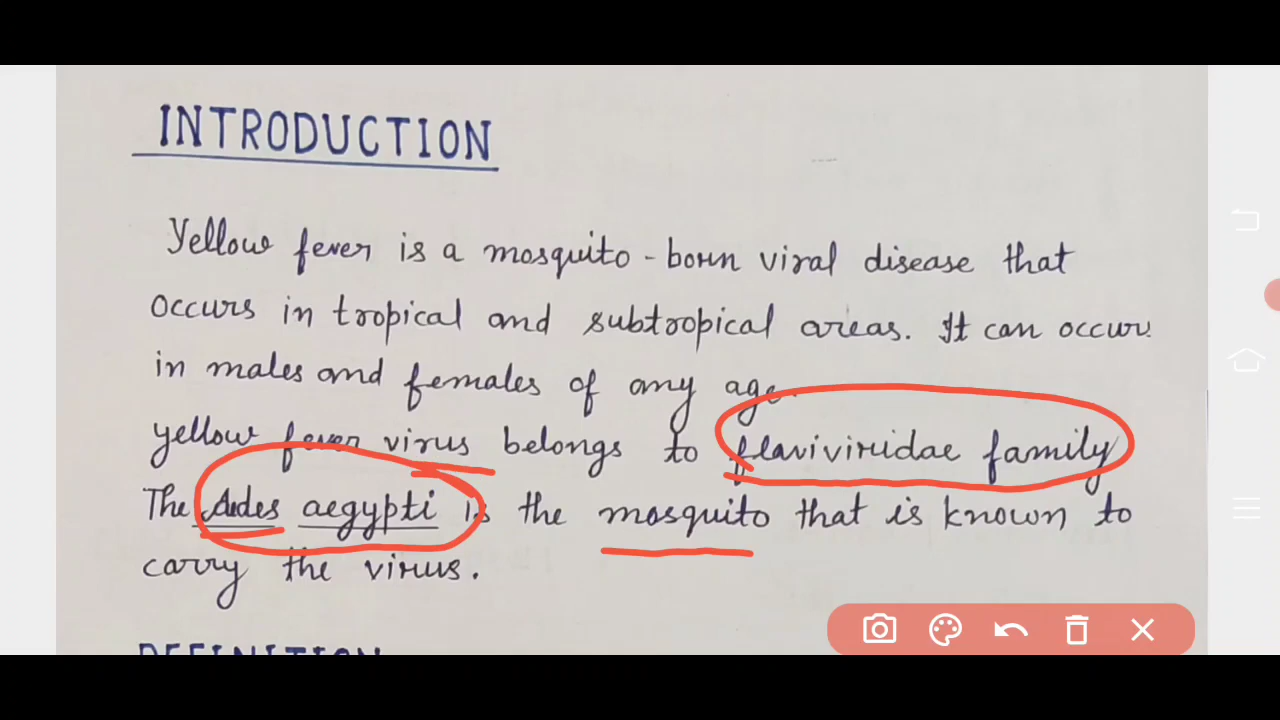 INTRODUCTION
Yellow fever is a mosquito-born viral disease that
occurs in tropical and subtropical areas. It can occur
in males and females of any age.
yellow fever virus belongs to flaviviridae family
The Aedes aegypti is the mosquito that is known to
carry the virus.
DEFINITION